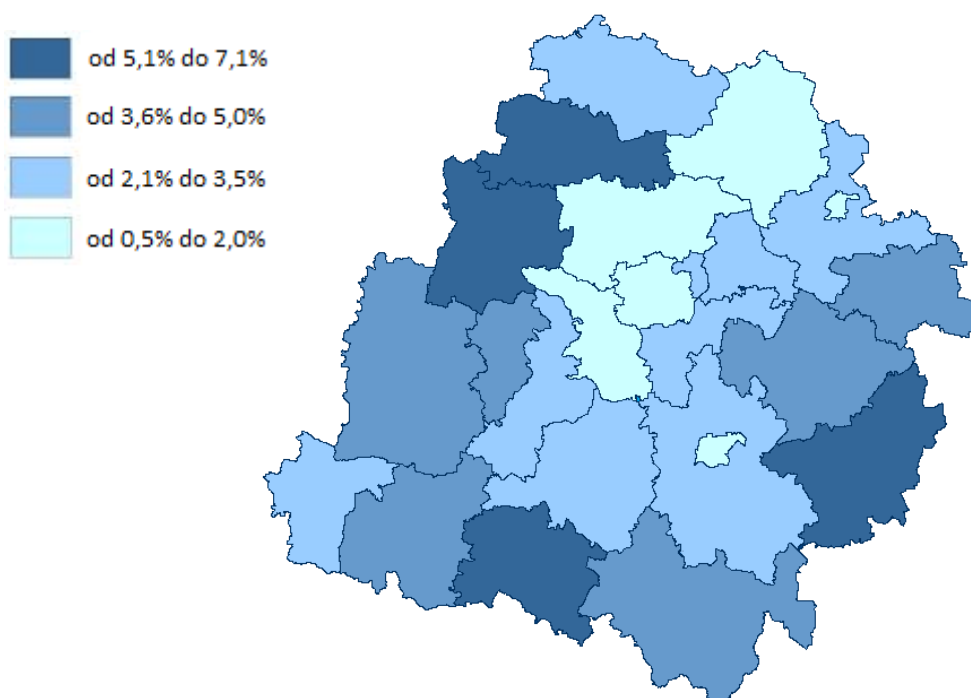 od 5,1% do 7,1%
od 3,6% do 5,0%
od 2,1% do 3,5%
od 0,5% do 2,0%